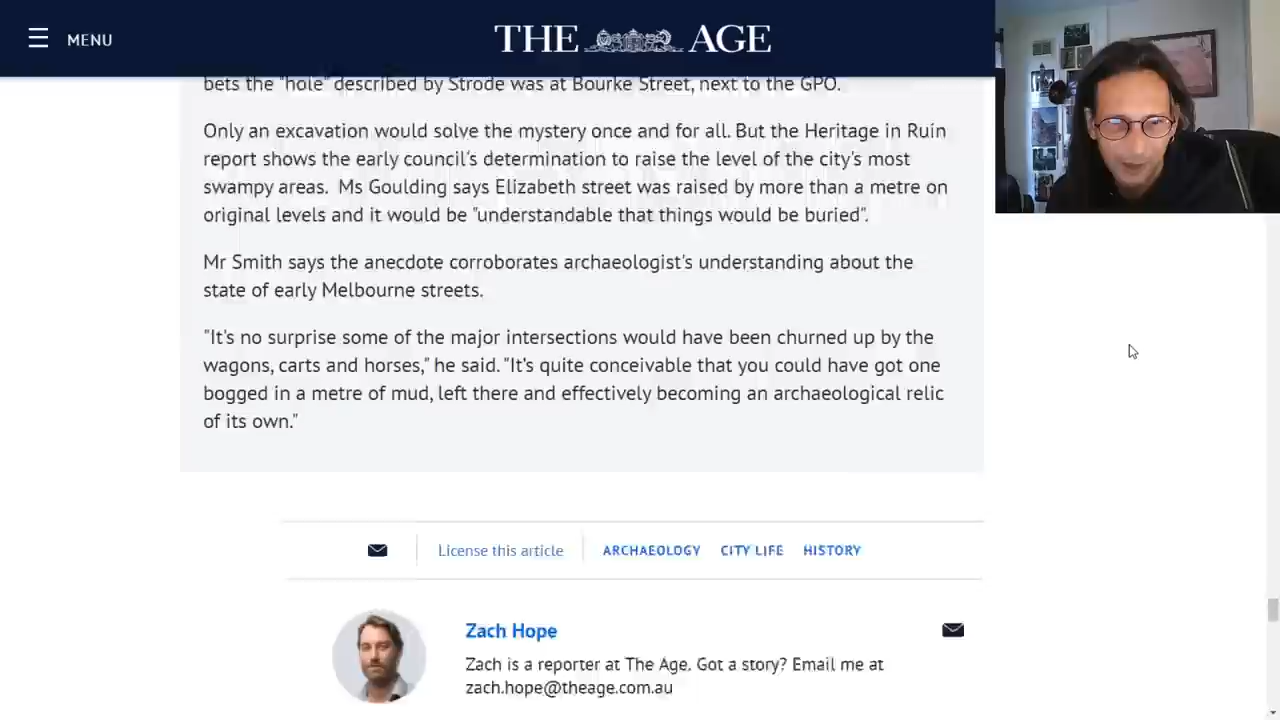 MENU
THE AGE
bets the "hole" described by Strode was at Bourke Street, next to the GPO.
Only an excavation would solve the mystery once and for all. But the Heritage in Ruin
report shows the early council's determination to raise the level of the city's most
swampy areas.  Ms Goulding says Elizabeth street was raised by more than a metre on
original levels and it would be "understandable that things would be buried".
Mr Smith says the anecdote corroborates archaeologist's understanding about the
state of early Melbourne streets.
"It's no surprise some of the major intersections would have been churned up by the
wagons, carts and horses," he said. "It's quite conceivable that you could have got one
bogged in a metre of mud, left there and effectively becoming an archaeological relic
of its own."
License this article
ARCHAEOLOGY
CITY LIFE
HISTORY
Zach Hope
Zach is a reporter at The Age. Got a story? Email me at
zach.hope@theage.com.au